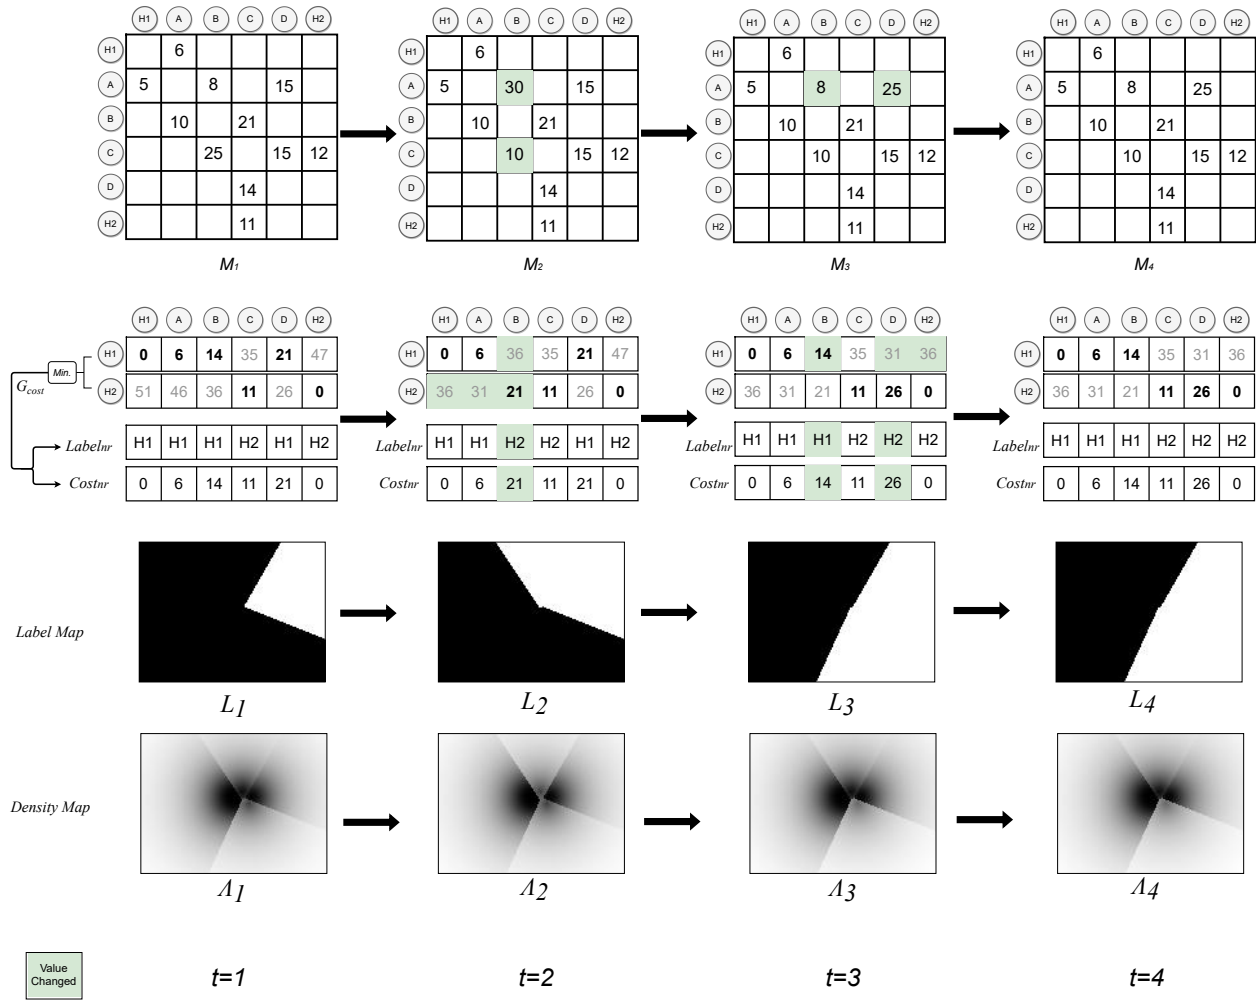 H1 A B C D H2 H1 A B C D H2 H1 A B C D H2 H1 A B C D H2
H1 6 H1 6 H1 6 H1 6
A 5 8 15 A 5 30 15 A 5 8 25 A 5 8 25
B 10 21 B 10 21 B 10 21 B 10 21
C 25 15 12 C 10 15 12 C 10 15 12 C 10 15 12
D 14 D 14 D 14 D 14
H2 11 H2 11 H2 11 H2 11
M1 M2 M3 M4
H1 A B C D H2 H1 A B C D H2 H1 A B C D H2 H1 A B C D H2
H1 0 6 14 35 21 47 H1 0 6 36 35 21 47 H1 0 6 14 35 31 36 H1 0 6 14 35 31 36
Min.
Gcost
H2 51 46 36 11 26 0 H2 36 31 21 11 26 0 H2 36 31 21 11 26 0 H2 36 31 21 11 26 0
Labelnr H1 H1 H1 H2 H1 H2 Labelnr H1 H1 H2 H2 H1 H2 Labelnr H1 H1 H1 H2 H2 H2 Labelnr H1 H1 H1 H2 H2 H2
Costnr 0 6 14 11 21 0 Costnr 0 6 21 11 21 0 Costnr 0 6 14 11 26 0 Costnr 0 6 14 11 26 0
Label Map
L1 L2 L3 L4
Density Map
Λ1 Λ2 Λ3 Λ4
Value
Changed
t=1 t=2 t=3 t=4